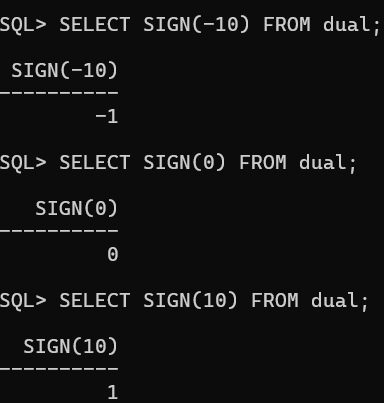 SQL> SELECT SIGN(-10) FROM dual;
 SIGN(-10)
----------
        -1
SQL> SELECT SIGN(0) FROM dual;
   SIGN(0)
----------
         0
SQL> SELECT SIGN(10) FROM dual;
  SIGN(10)
----------
         1